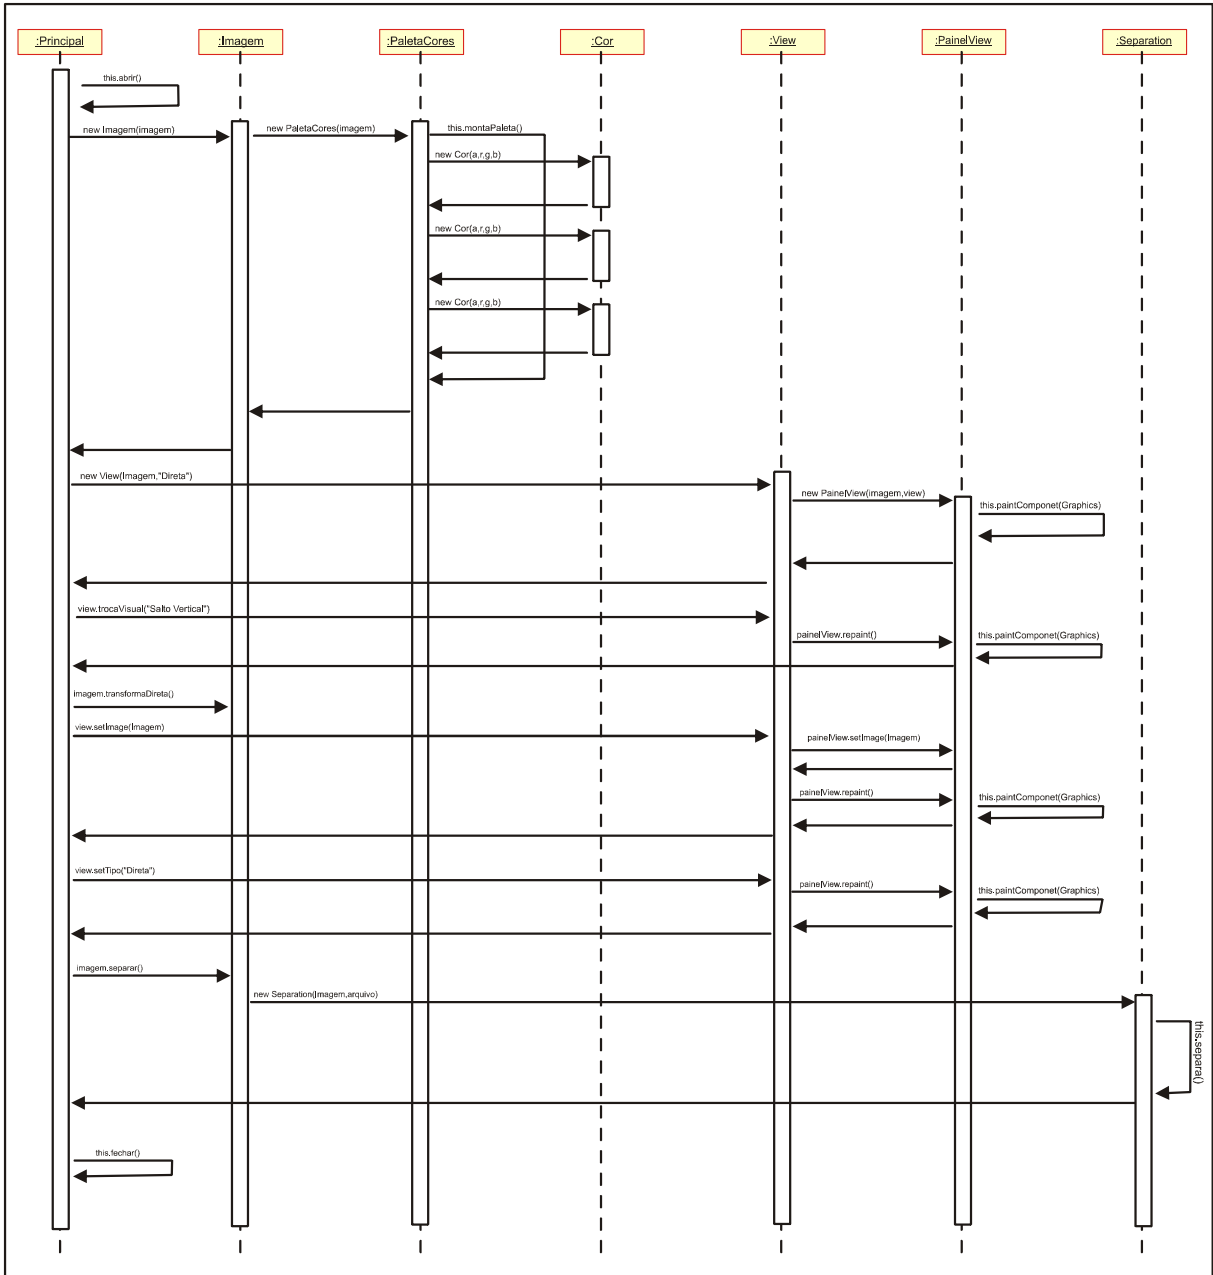 :Principal
:Imagem
:PaletaCores
:Cor
:View
:PainelView
:Separation
this.abrir()
new Imagem(imagem)
new PaletaCores(imagem)
this.montaPaleta()
new Cor(a,r,g,b)
new Cor(a,r,g,b)
new Cor(a,r,g,b)
new View(Imagem,"Direta")
new PainelView(imagem,view)
this.paintComponet(Graphics)
view.trocaVisual("Salto Vertical")
painelView.repaint()
this.paintComponet(Graphics)
imagem.transformaDireta()
view.setImage(Imagem)
painelView.setImage(Imagem)
painelView.repaint()
this.paintComponet(Graphics)
view.setTipo("Direta")
painelView.repaint()
this.paintComponet(Graphics)
imagem.separar()
new Separation(Imagem,arquivo)
this.separa()
this.fechar()